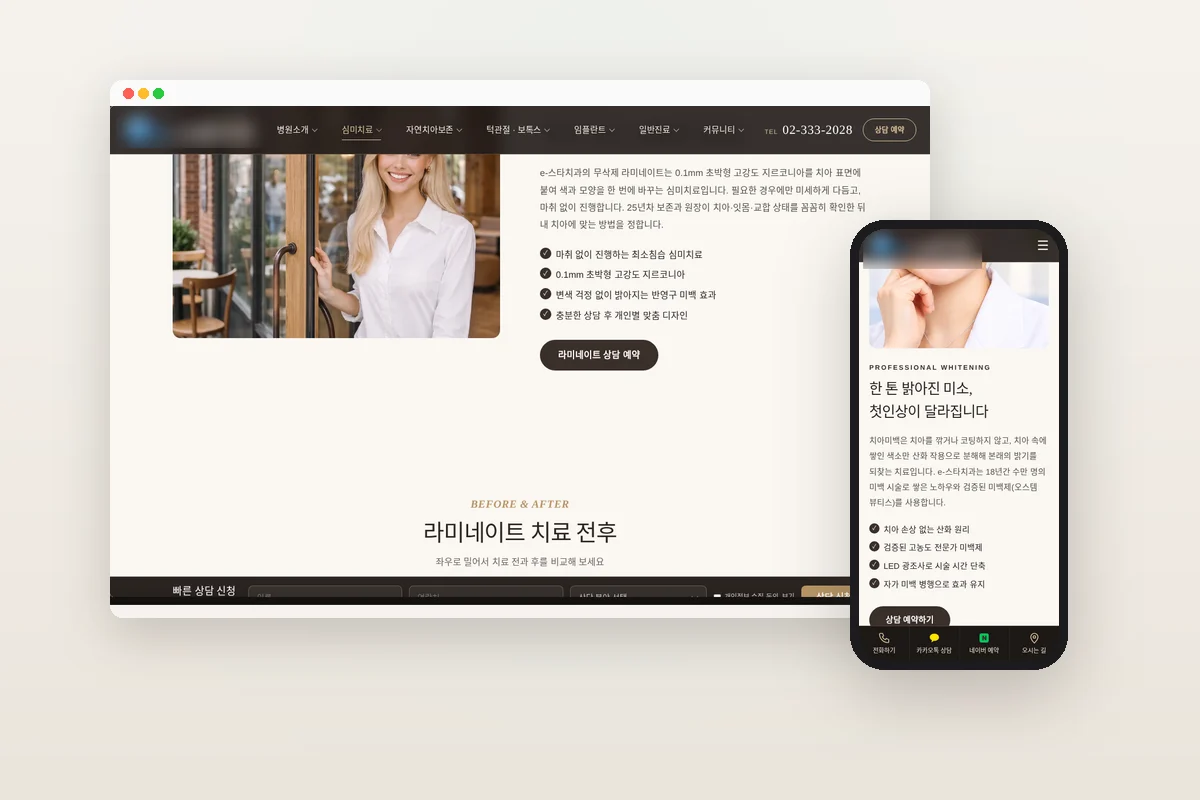 병원소개
심미치료
자연치아보존
턱관절 · 보톡스
임플란트
일반진료
커뮤니티
TEL 02-333-2028
상담 예약
e-스타치과의 무삭제 라미네이트는 0.1mm 초박형 고강도 지르코니아를 치아 표면에
붙여 색과 모양을 한 번에 바꾸는 심미치료입니다. 필요한 경우에만 미세하게 다듬고,
마취 없이 진행합니다. 25년차 보존과 원장이 치아·잇몸·교합 상태를 꼼꼼히 확인한 뒤
내 치아에 맞는 방법을 정합니다.
마취 없이 진행하는 최소침습 심미치료
0.1mm 초박형 고강도 지르코니아
변색 걱정 없이 밝아지는 반영구 미백 효과
충분한 상담 후 개인별 맞춤 디자인
라미네이트 상담 예약
BEFORE & AFTER
라미네이트 치료 전후
좌우로 밀어서 치료 전과 후를 비교해 보세요
빠른 상담 신청
PROFESSIONAL WHITENING
한 톤 밝아진 미소,
첫인상이 달라집니다
치아미백은 치아를 깎거나 코팅하지 않고, 치아 속에
쌓인 색소만 산화 작용으로 분해해 본래의 밝기를
되찾는 치료입니다. e-스타치과는 18년간 수만 명의
미백 시술로 쌓은 노하우와 검증된 미백제(오스템
뷰티스)를 사용합니다.
치아 손상 없는 산화 원리
검증된 고농도 전문가 미백제
LED 광조사로 시술 시간 단축
자가 미백 병행으로 효과 유지
상담 예약하기
전화하기
카카오톡 상담
네이버 예약
오시는 길